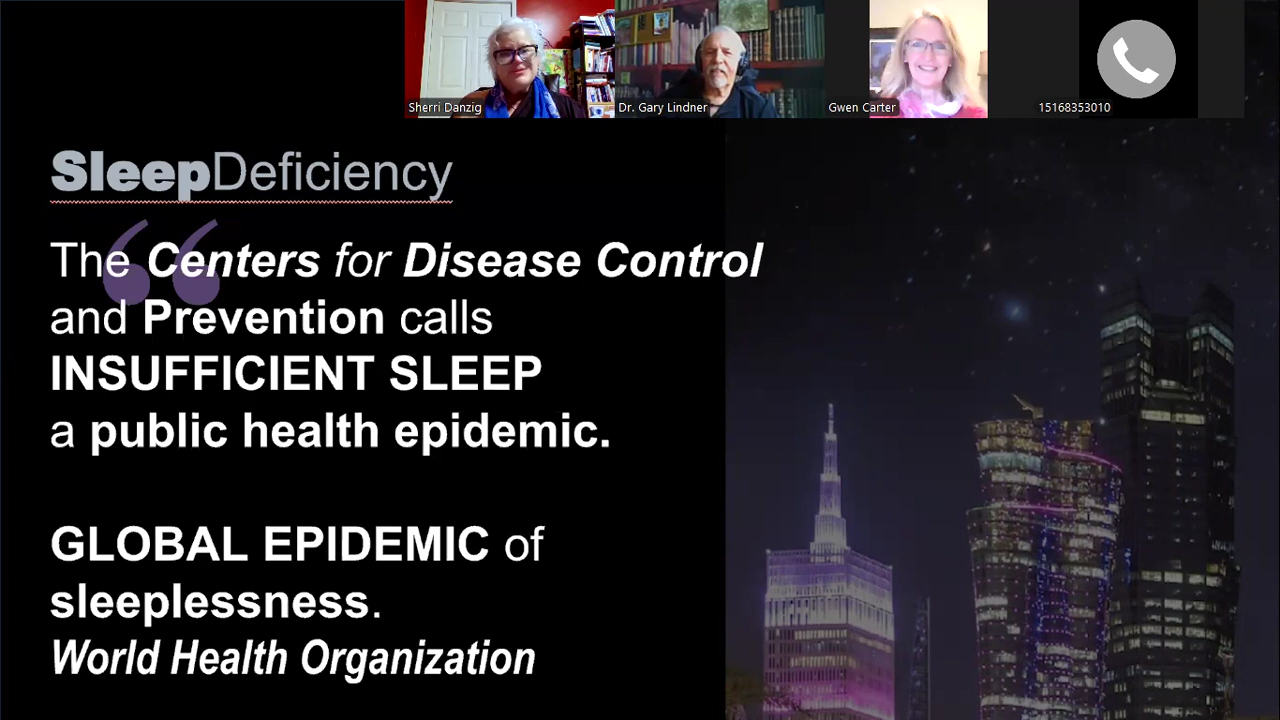 Sherri Danzig
Dr. Gary Lindner
Gwen Carter
15168353010
SleepDeficiency
“
The Centers for Disease Control
and Prevention calls
INSUFFICIENT SLEEP
a public health epidemic.
GLOBAL EPIDEMIC of
sleeplessness.
World Health Organization